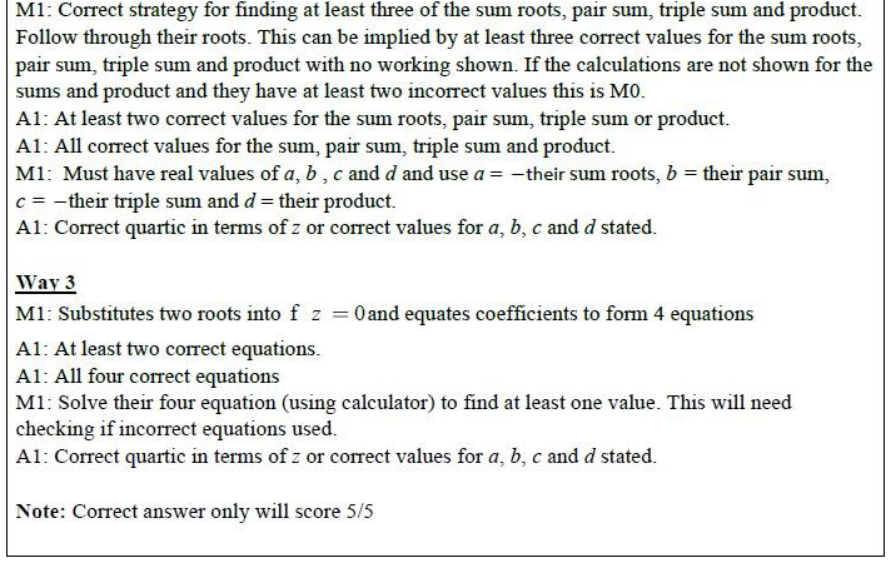 M1: Correct strategy for finding at least three of the sum roots, pair sum, triple sum and product.
Follow through their roots. This can be implied by at least three correct values for the sum roots,
pair sum, triple sum and product with no working shown. If the calculations are not shown for the
sums and product and they have at least two incorrect values this is M0.
A1: At least two correct values for the sum roots, pair sum, triple sum or product.
A1: All correct values for the sum, pair sum, triple sum and product.
M1: Must have real values of a, b , c and d and use a = −their sum roots, b = their pair sum,
c = −their triple sum and d = their product.
A1: Correct quartic in terms of z or correct values for a, b, c and d stated.
Way 3
M1: Substitutes two roots into f z = 0and equates coefficients to form 4 equations
A1: At least two correct equations.
A1: All four correct equations
M1: Solve their four equation (using calculator) to find at least one value. This will need
checking if incorrect equations used.
A1: Correct quartic in terms of z or correct values for a, b, c and d stated.
Note: Correct answer only will score 5/5